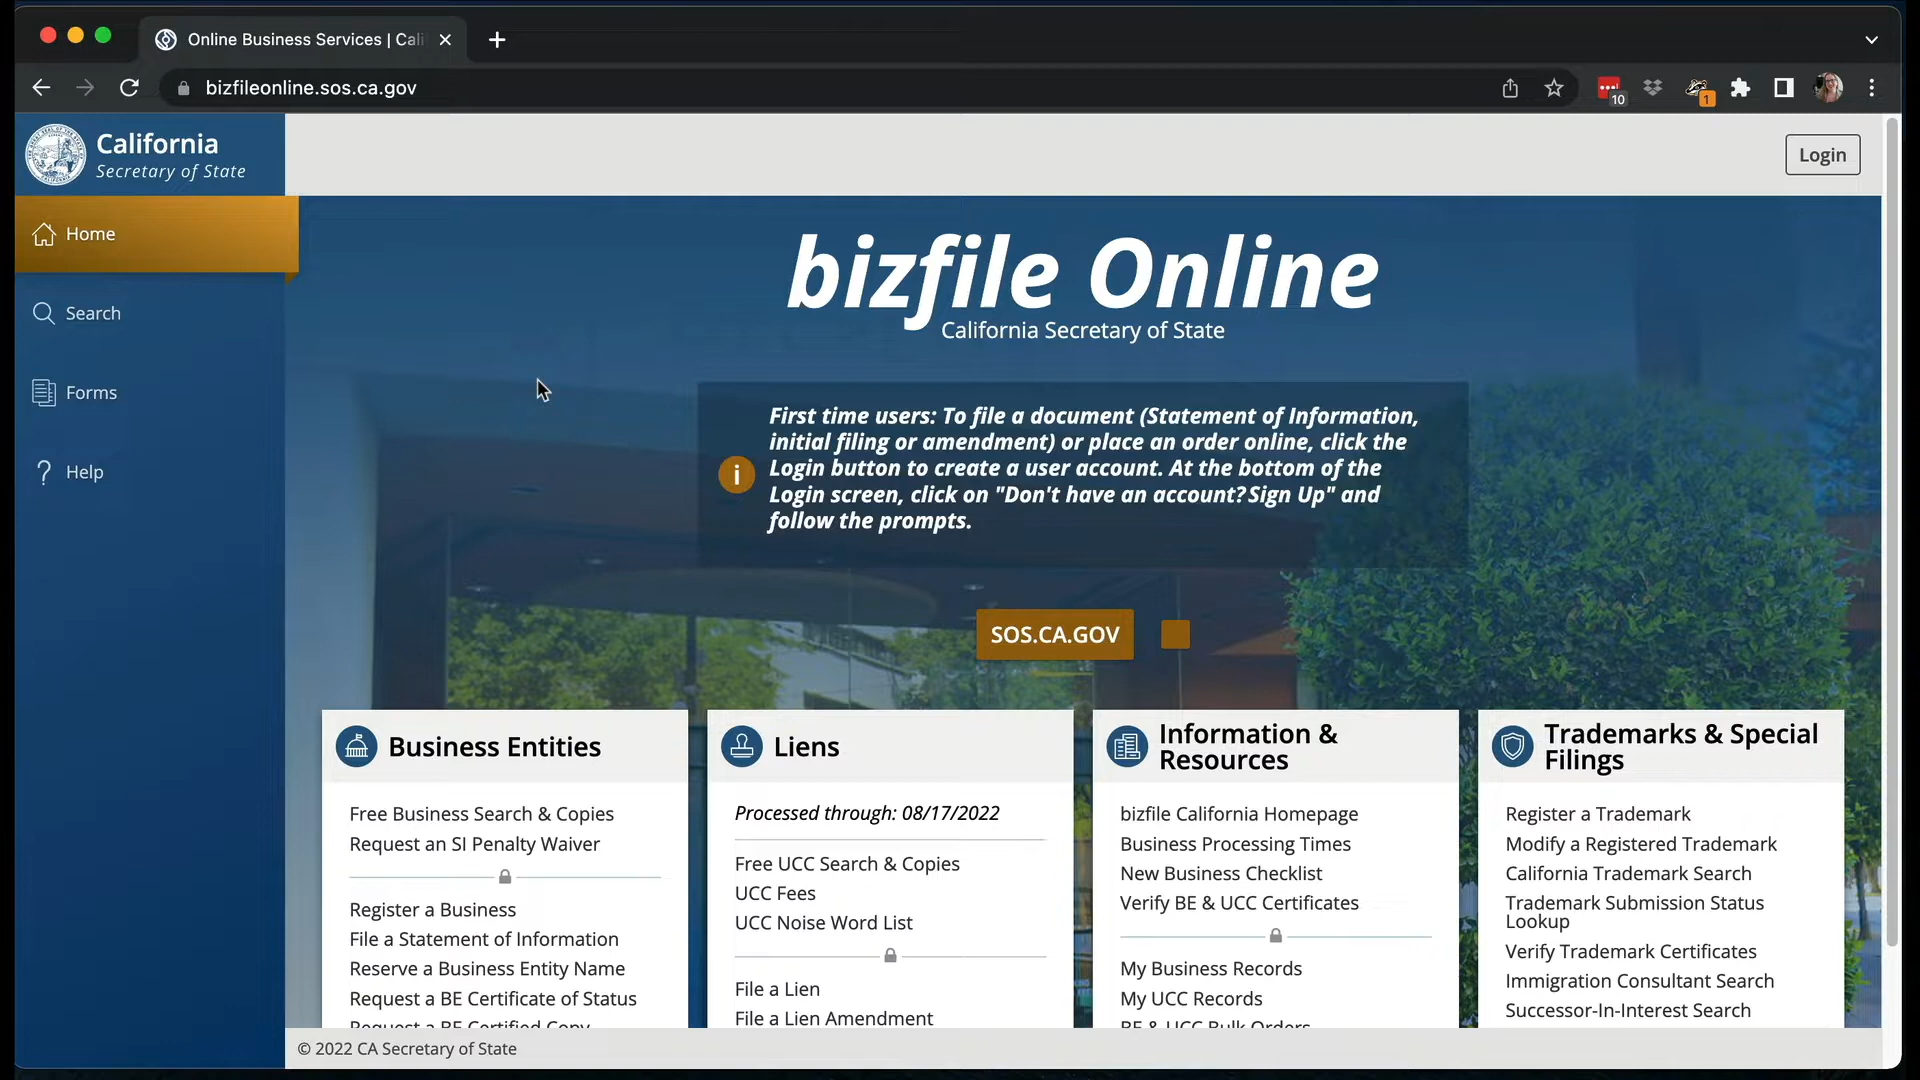 Online Business Services | Cali
bizfileonline.sos.ca.gov
10
1
California
Secretary of State
Login
Home
Search
Forms
Help
bizfile Online
California Secretary of State
i
First time users: To file a document (Statement of Information,
initial filing or amendment) or place an order online, click the
Login button to create a user account. At the bottom of the
Login screen, click on "Don't have an account?Sign Up" and
follow the prompts.
SOS.CA.GOV
Business Entities
Free Business Search & Copies
Request an SI Penalty Waiver
Register a Business
File a Statement of Information
Reserve a Business Entity Name
Request a BE Certificate of Status
Request a BE Certified Copy
Liens
Processed through: 08/17/2022
Free UCC Search & Copies
UCC Fees
UCC Noise Word List
File a Lien
File a Lien Amendment
Information &
Resources
bizfile California Homepage
Business Processing Times
New Business Checklist
Verify BE & UCC Certificates
My Business Records
My UCC Records
BE & UCC Bulk Orders
Trademarks & Special
Filings
Register a Trademark
Modify a Registered Trademark
California Trademark Search
Trademark Submission Status
Lookup
Verify Trademark Certificates
Immigration Consultant Search
Successor-In-Interest Search
© 2022 CA Secretary of State